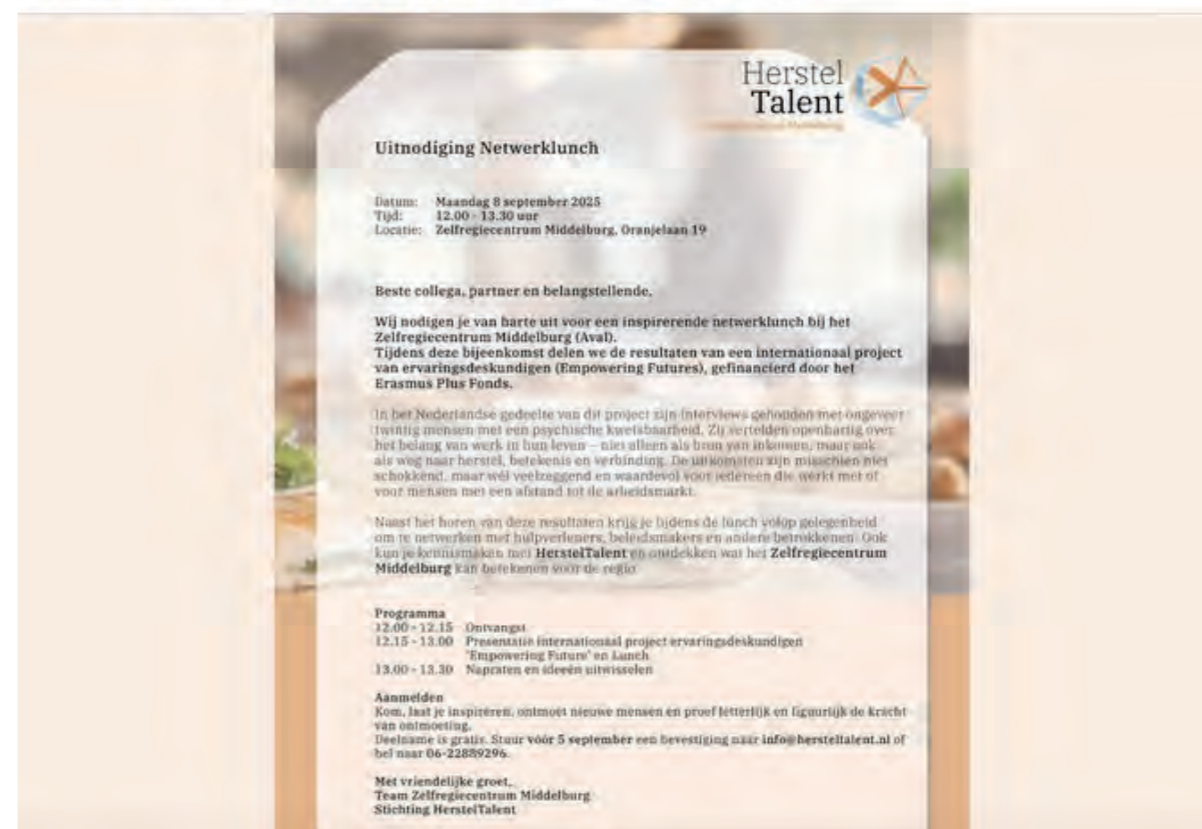 Herstel
Talent
Uitnodiging Netwerklunch
Datum: Maandag 8 september 2025
Tijd: 12.00 - 13.30 uur
Locatie: Zelfregiecentrum Middelburg, Oranjelaan 19
Beste collega, partner en belangstellende,
Wij nodigen je van harte uit voor een inspirerende netwerklunch bij het
Zelfregiecentrum Middelburg (Aval).
Tijdens deze bijeenkomst delen we de resultaten van een internationaal project
van ervaringsdeskundigen (Empowering Futures), gefinancierd door het
Erasmus Plus Fonds.
In het Nederlandse gedeelte van dit project zijn interviews gehouden met ongeveer
twintig mensen met een psychische kwetsbaarheid. Zij vertelden openhartig over
het belang van werk in hun leven – niet alleen als bron van inkomen, maar ook
als weg naar herstel, betekenis en verbinding. De uitkomsten zijn misschien niet
schokkend, maar wél veelzeggend en waardevol voor iedereen die werkt met of
voor mensen met een afstand tot de arbeidsmarkt.
Naast het horen van deze resultaten krijg je tijdens de lunch volop gelegenheid
om te netwerken met hulpverleners, beleidsmakers en andere betrokkenen. Ook
kun je kennismaken met HerstelTalent en ontdekken wat het Zelfregiecentrum
Middelburg kan betekenen voor de regio.
Programma
12.00 - 12.15 Ontvangst
12.15 - 13.00 Presentatie internationaal project ervaringsdeskundigen
'Empowering Future' en Lunch
13.00 - 13.30 Napraten en ideeën uitwisselen
Aanmelden
Kom, laat je inspireren, ontmoet nieuwe mensen en proef letterlijk en figuurlijk de kracht
van ontmoeting.
Deelname is gratis. Stuur vóór 5 september een bevestiging naar info@hersteltalent.nl of
bel naar 06-22889296.
Met vriendelijke groet,
Team Zelfregiecentrum Middelburg
Stichting HerstelTalent